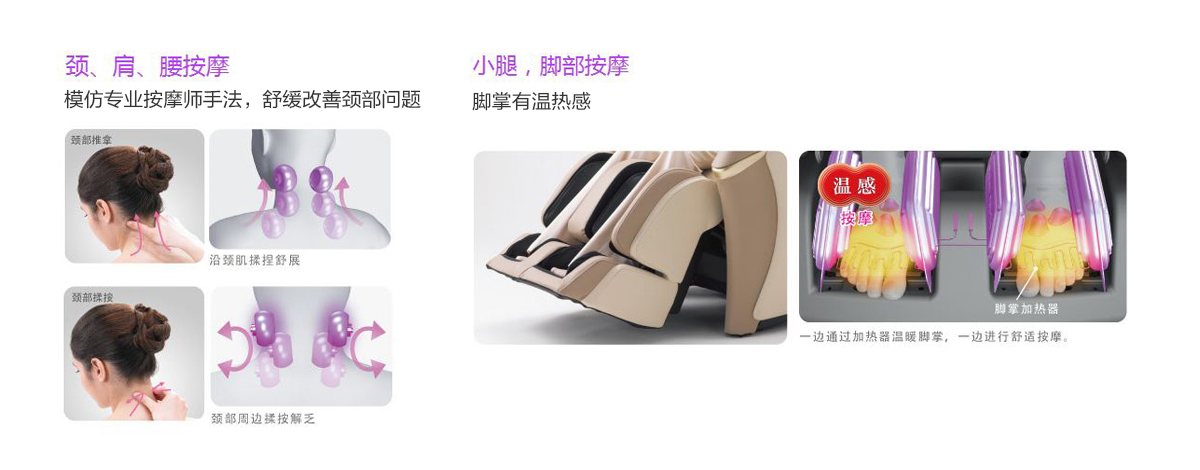 颈、肩、腰按摩
模仿专业按摩师手法，舒缓改善颈部问题
颈部推拿
沿颈肌揉捏舒展
颈部揉按
颈部周边揉按解乏
小腿，脚部按摩
脚掌有温热感
温感
按摩
脚掌加热器
一边通过加热器温暖脚掌，一边进行舒适按摩。